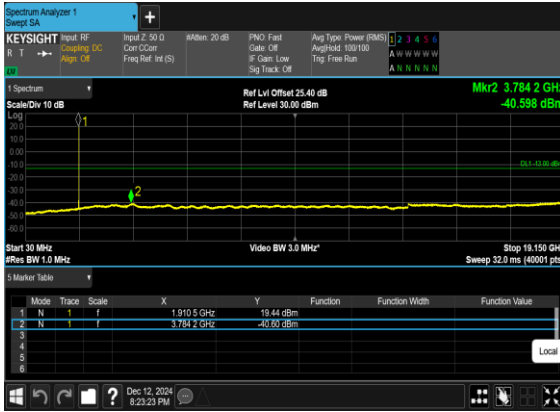 Spectrum Analyzer 1
Swept SA
+
KEYSIGHT Input: RF Input Z: 50 Ω #Atten: 20 dB PNO: Fast Avg Type: Power (RMS) 1 2 3 4 5 6
R T Coupling: DC Corr CCorr Gate: Off Avg|Hold: 100/100 A W W W W W
Align: Off Freq Ref: Int (S) IF Gain: Low Trig: Free Run
Sig Track: Off A N N N N N
1 Spectrum Ref Lvl Offset 25.40 dB Mkr2 3.784 2 GHz
Scale/Div 10 dB Ref Level 30.00 dBm -40.598 dBm
Log
1
20.0
10.0
0.00
-10.0
DL1 -13.00 dBm
-20.0
-30.0
2
-40.0
-50.0
-60.0
Start 30 MHz Video BW 3.0 MHz* Stop 19.150 GHz
#Res BW 1.0 MHz Sweep 32.0 ms (40001 pts)
5 Marker Table
Mode Trace Scale X Y Function Function Width Function Value
1 N 1 f 1.910 5 GHz 19.44 dBm
2 N 1 f 3.784 2 GHz -40.60 dBm
3
4
5
6
Local
? Dec 12, 2024
8:23:23 PM